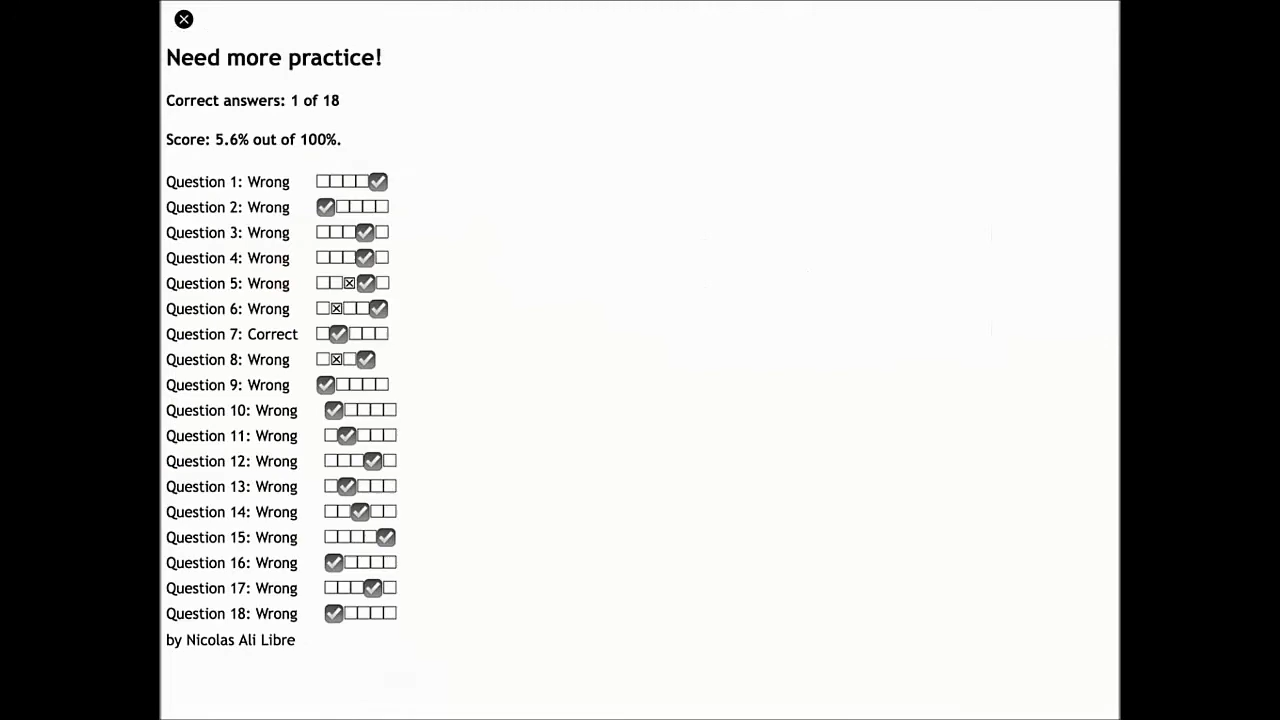 Need more practice!
Correct answers: 1 of 18
Score: 5.6% out of 100%.
Question 1: Wrong
Question 2: Wrong
Question 3: Wrong
Question 4: Wrong
Question 5: Wrong
Question 6: Wrong
Question 7: Correct
Question 8: Wrong
Question 9: Wrong
Question 10: Wrong
Question 11: Wrong
Question 12: Wrong
Question 13: Wrong
Question 14: Wrong
Question 15: Wrong
Question 16: Wrong
Question 17: Wrong
Question 18: Wrong
by Nicolas Ali Libre